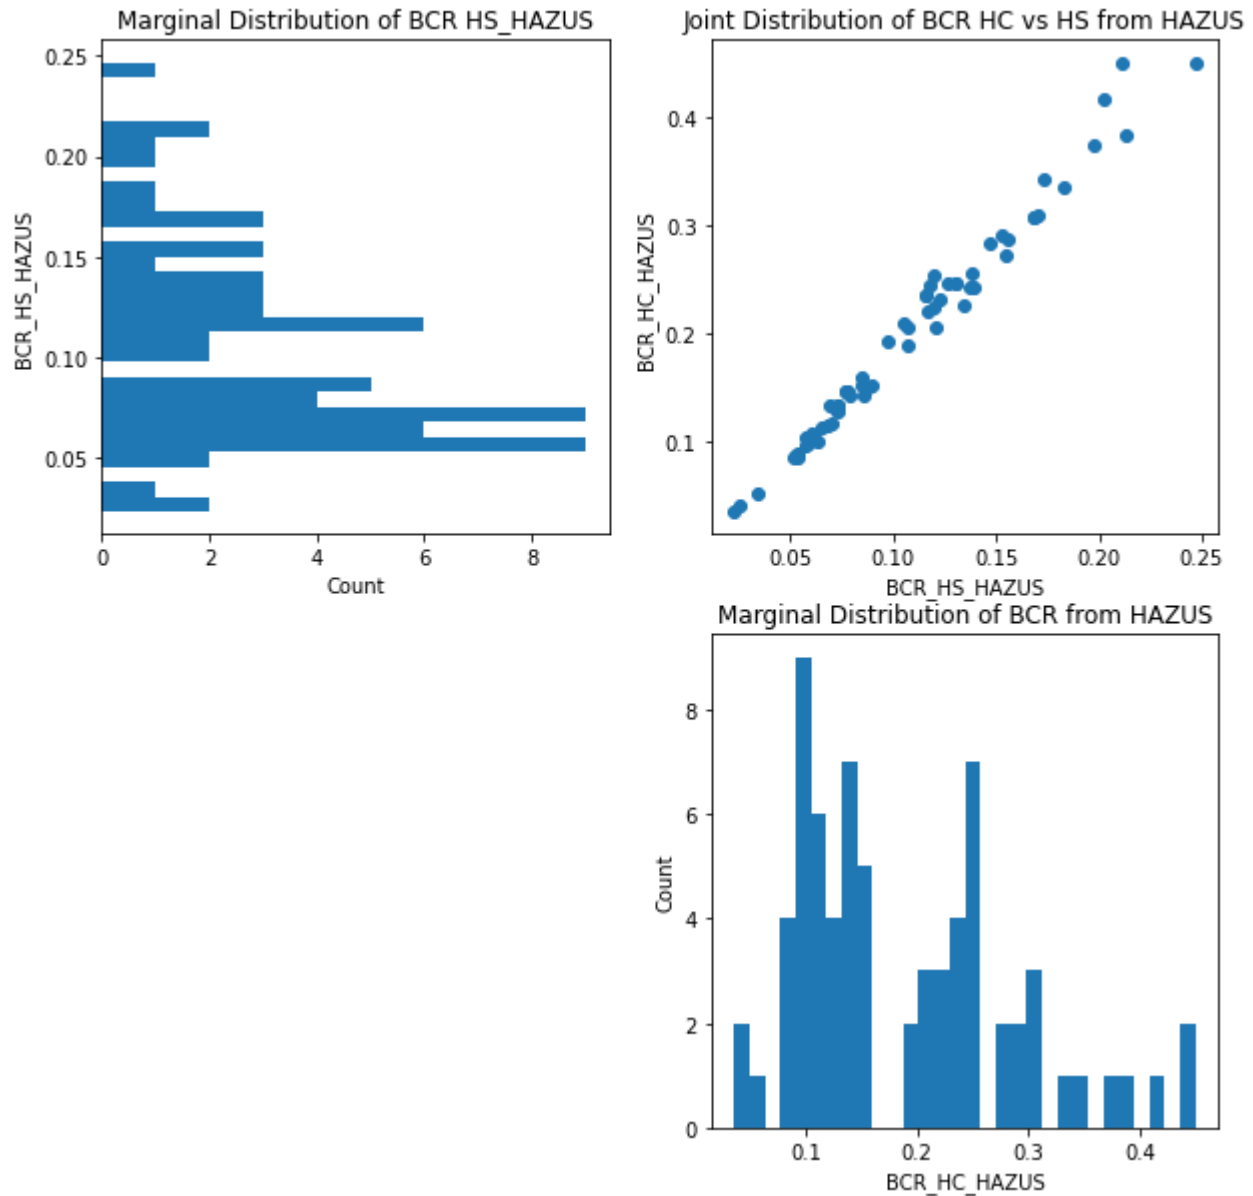 Marginal Distribution of BCR HS_HAZUS
0.25
0.20
0.15
0.10
0.05
BCR_HS_HAZUS
0 2 4 6 8
Count
Joint Distribution of BCR HC vs HS from HAZUS
0.4
0.3
0.2
0.1
BCR_HC_HAZUS
0.05 0.10 0.15 0.20 0.25
BCR_HS_HAZUS
Marginal Distribution of BCR from HAZUS
8
6
4
2
0
Count
0.1 0.2 0.3 0.4
BCR_HC_HAZUS